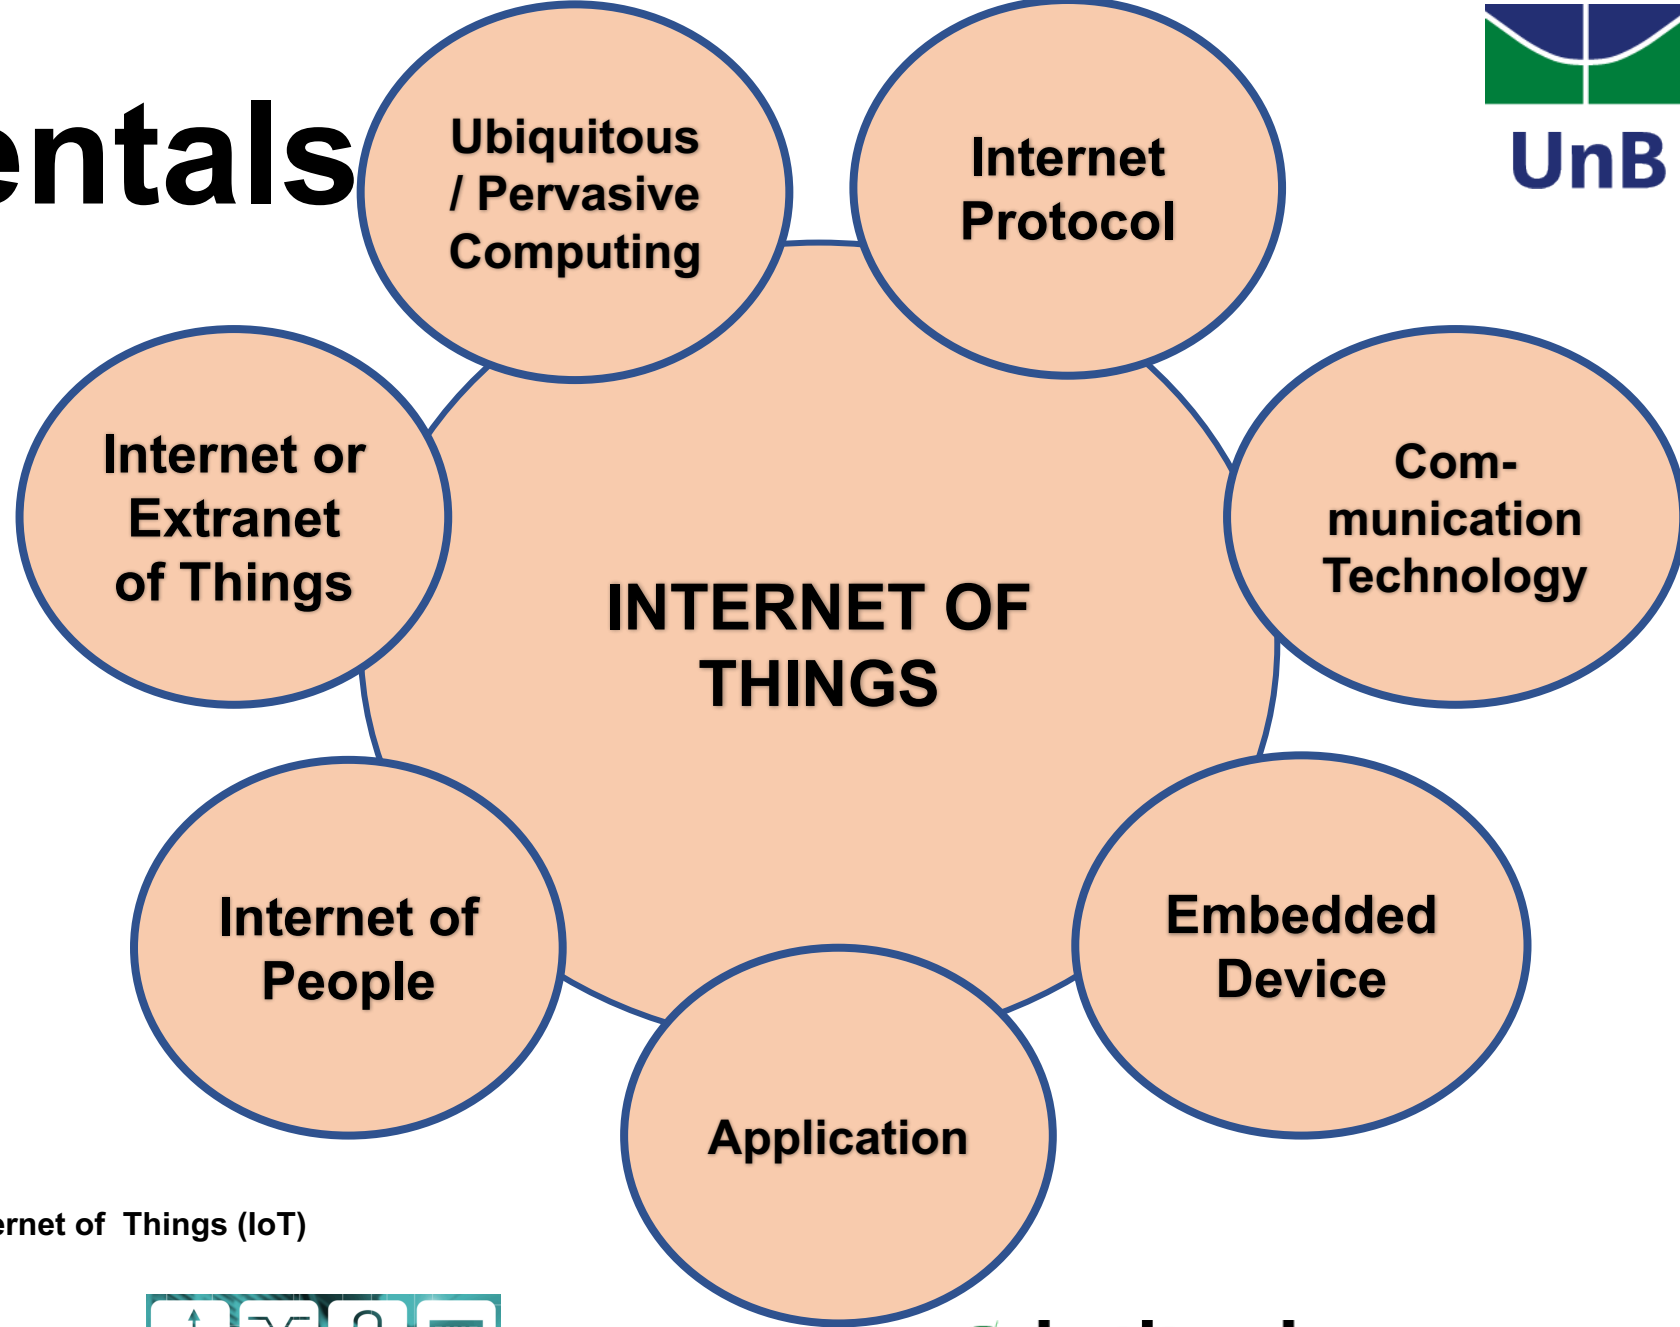 entals
Ubiquitous
/ Pervasive
Computing
Internet
Protocol
UnB
Internet or
Extranet
of Things
Com-
munication
Technology
INTERNET OF
THINGS
Internet of
People
Embedded
Device
Application
ernet of  Things (IoT)